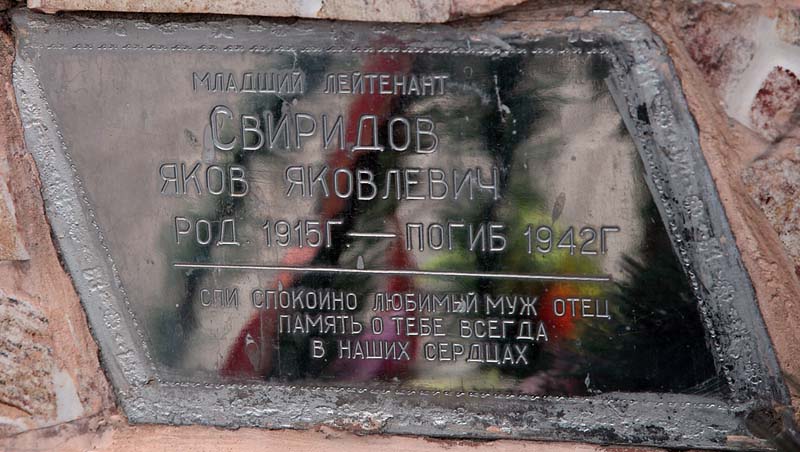 МЛАДШИЙ ЛЕЙТЕНАНТ
СВИРИДОВ
ЯКОВ ЯКОВЛЕВИЧ
РОД. 1915Г — ПОГИБ 1942Г
СПИ СПОКОЙНО ЛЮБИМЫЙ МУЖ ОТЕЦ
ПАМЯТЬ О ТЕБЕ ВСЕГДА
В НАШИХ СЕРДЦАХ